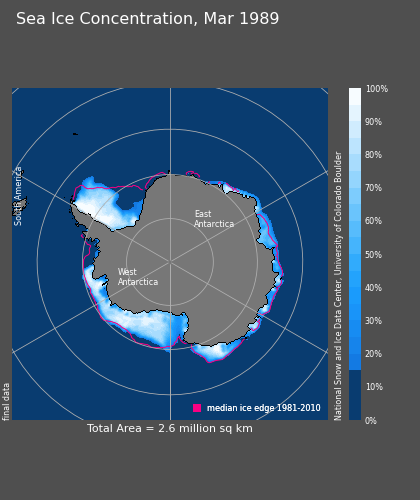 Sea Ice Concentration, Mar 1989
100%
90%
80%
70%
60%
50%
40%
30%
20%
10%
0%
National Snow and Ice Data Center, University of Colorado Boulder
South America
East
Antarctica
West
Antarctica
final data
median ice edge 1981-2010
Total Area = 2.6 million sq km